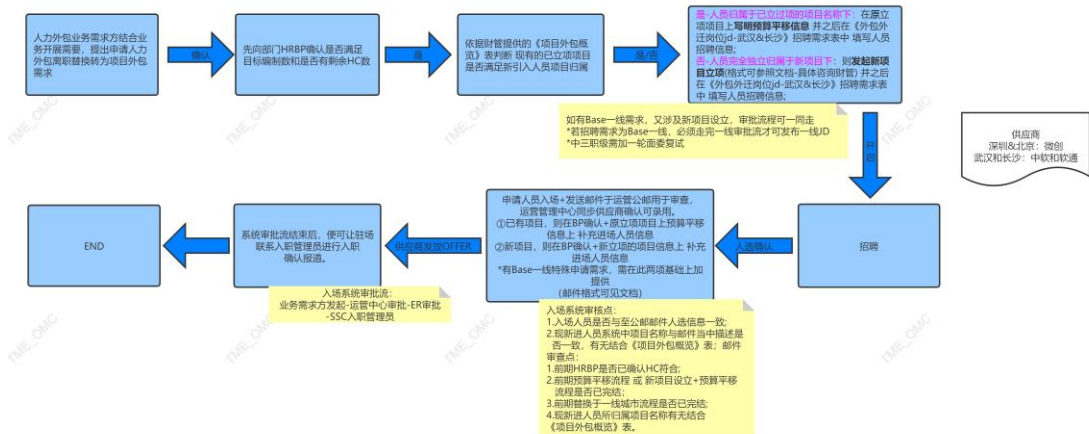 人力外包业务需求方结合业
务开展需要，提出申请人力
外包离职替换转为项目外包
需求
确认
先向部门HRBP确认是否满足
目标编制数和是否有剩余HC数
是
依据财管提供的《项目外包概
览》表判断 现有的已立项项目
是否满足新引入人员项目归属
是/否
是-人员归属于已立过项的项目名称下：在原立
项项目上写明预算平移信息 并之后在《外包外
迁岗位jd-武汉&长沙》招聘需求表中 填写人员
招聘信息;
否-人员完全独立归属于新项目下：则发起新项
目立项(格式可参照文档-具体咨询财管) 并之后
在《外包外迁岗位jd-武汉&长沙》招聘需求表
中 填写人员招聘信息;
如有Base一线需求，又涉及新项目设立，审批流程可一同走
*若招聘需求为Base一线，必须走完一线审批流才可发布一线JD
*中三职级需加一轮面委复试
开启
供应商
深圳&北京：微创
武汉和长沙：中软和软通
招聘
人选确认
申请人员入场+发送邮件于运管公邮用于审查，
运营管理中心同步供应商确认可录用。
①已有项目，则在BP确认+原立项项目上预算平移
信息上 补充进场人员信息
②新项目，则在BP确认+新立项的项目信息上 补充
进场人员信息
*有Base一线特殊申请需求，需在此两项基础上加
提供
(邮件格式可见文档)
供应商发放OFFER
系统审批流结束后，便可让驻场
联系入职管理员进行入职
确认报道。
END
入场系统审批流：
业务需求方发起-运管中心审批-ER审批
-SSC入职管理员
入场系统审核点：
1.入场人员是否与至公邮邮件人选信息一致;
2.现新进人员系统中项目名称与邮件当中描述是
否一致，有无结合《项目外包概览》表；邮件
审查点：
1.前期HRBP是否已确认HC符合;
2.前期预算平移流程 或 新项目设立+预算平移
流程是否已完结;
3.前期替换于一线城市流程是否已完结;
4.现新进人员所归属项目名称有无结合
《项目外包概览》表。
TME_OMC
TME_OMC
TME_OMC
TME_OMC
TME_OMC
TME_OMC
TME_OMC
TME_OMC